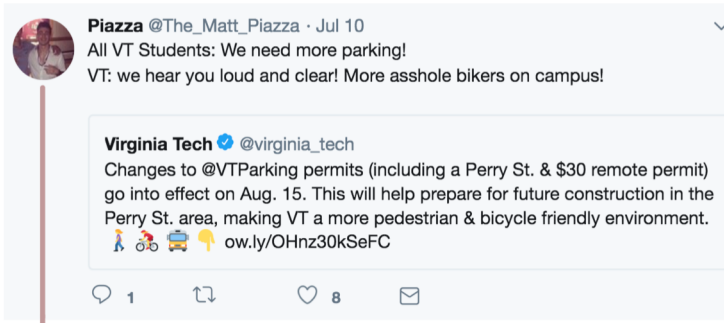 Piazza @The_Matt_Piazza · Jul 10
All VT Students: We need more parking!
VT: we hear you loud and clear! More asshole bikers on campus!
Virginia Tech @virginia_tech
Changes to @VTParking permits (including a Perry St. & $30 remote permit)
go into effect on Aug. 15. This will help prepare for future construction in the
Perry St. area, making VT a more pedestrian & bicycle friendly environment.
🚶 🚴 🚍 👇 ow.ly/OHnz30kSeFC
1 8